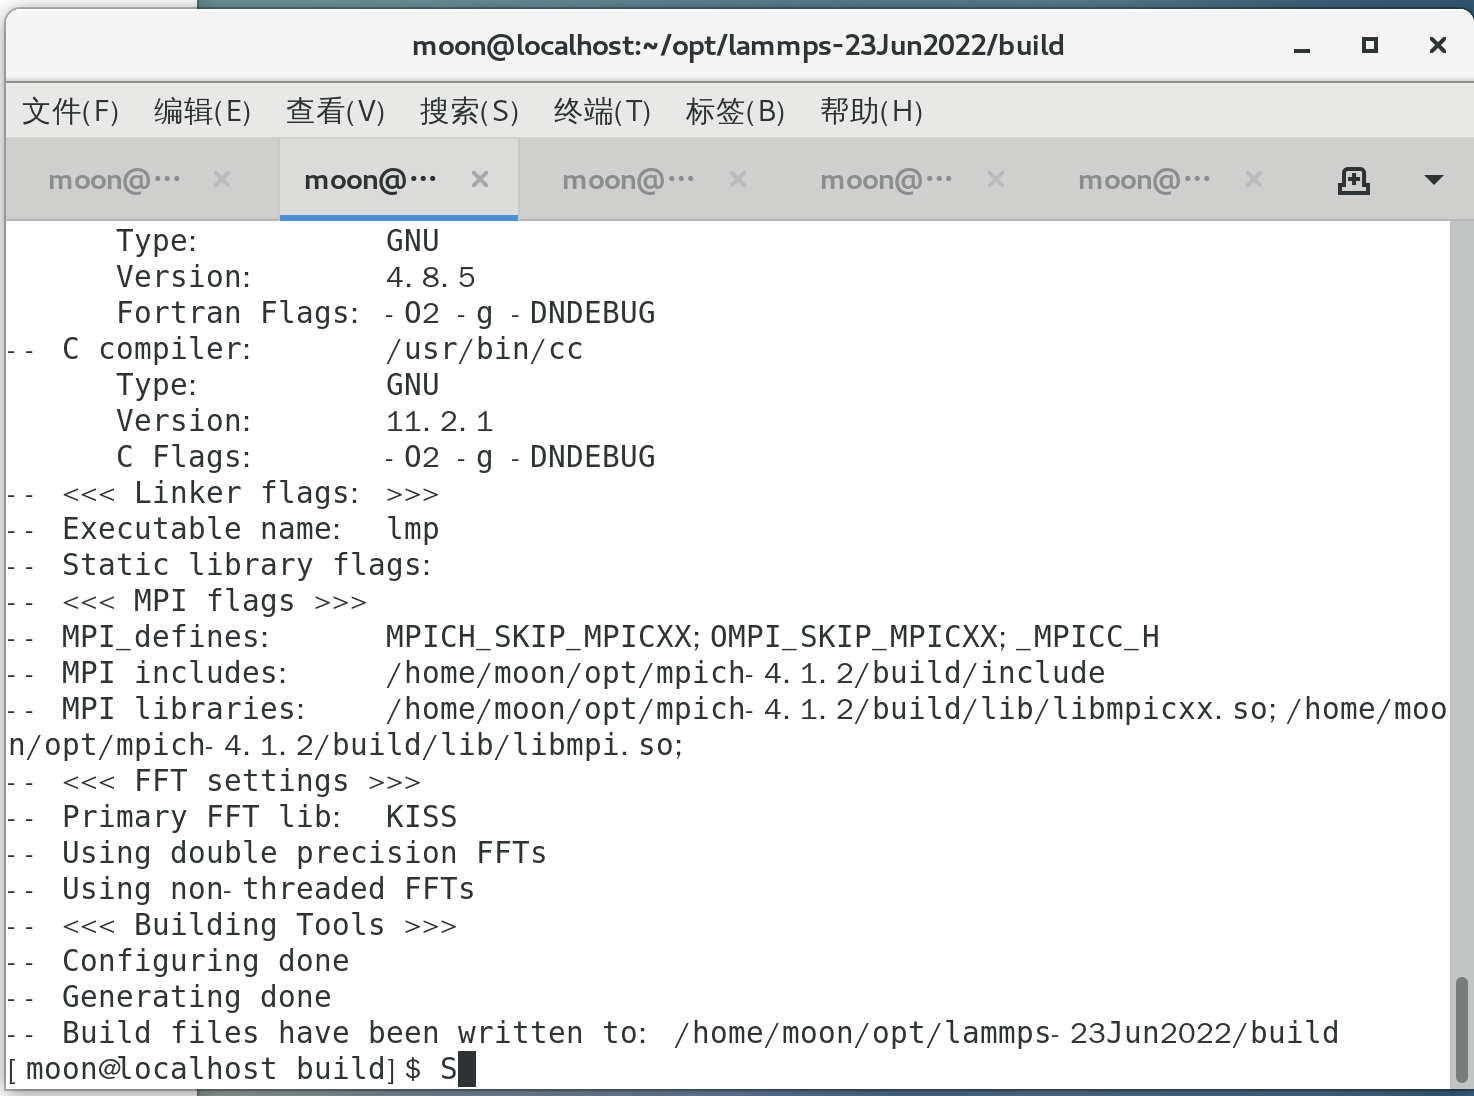 moon@localhost:~/opt/lammps-23Jun2022/build
文件(F) 编辑(E) 查看(V) 搜索(S) 终端(T) 标签(B) 帮助(H)
moon@··· moon@··· moon@··· moon@··· moon@···
Type: GNU
Version: 4.8.5
Fortran Flags: -O2 -g -DNDEBUG
-- C compiler: /usr/bin/cc
Type: GNU
Version: 11.2.1
C Flags: -O2 -g -DNDEBUG
-- <<< Linker flags: >>>
-- Executable name: lmp
-- Static library flags:
-- <<< MPI flags >>>
-- MPI_defines: MPICH_SKIP_MPICXX;OMPI_SKIP_MPICXX;_MPICC_H
-- MPI includes: /home/moon/opt/mpich-4.1.2/build/include
-- MPI libraries: /home/moon/opt/mpich-4.1.2/build/lib/libmpicxx.so;/home/moo
n/opt/mpich-4.1.2/build/lib/libmpi.so;
-- <<< FFT settings >>>
-- Primary FFT lib: KISS
-- Using double precision FFTs
-- Using non-threaded FFTs
-- <<< Building Tools >>>
-- Configuring done
-- Generating done
-- Build files have been written to: /home/moon/opt/lammps-23Jun2022/build
[moon@localhost build]$ S